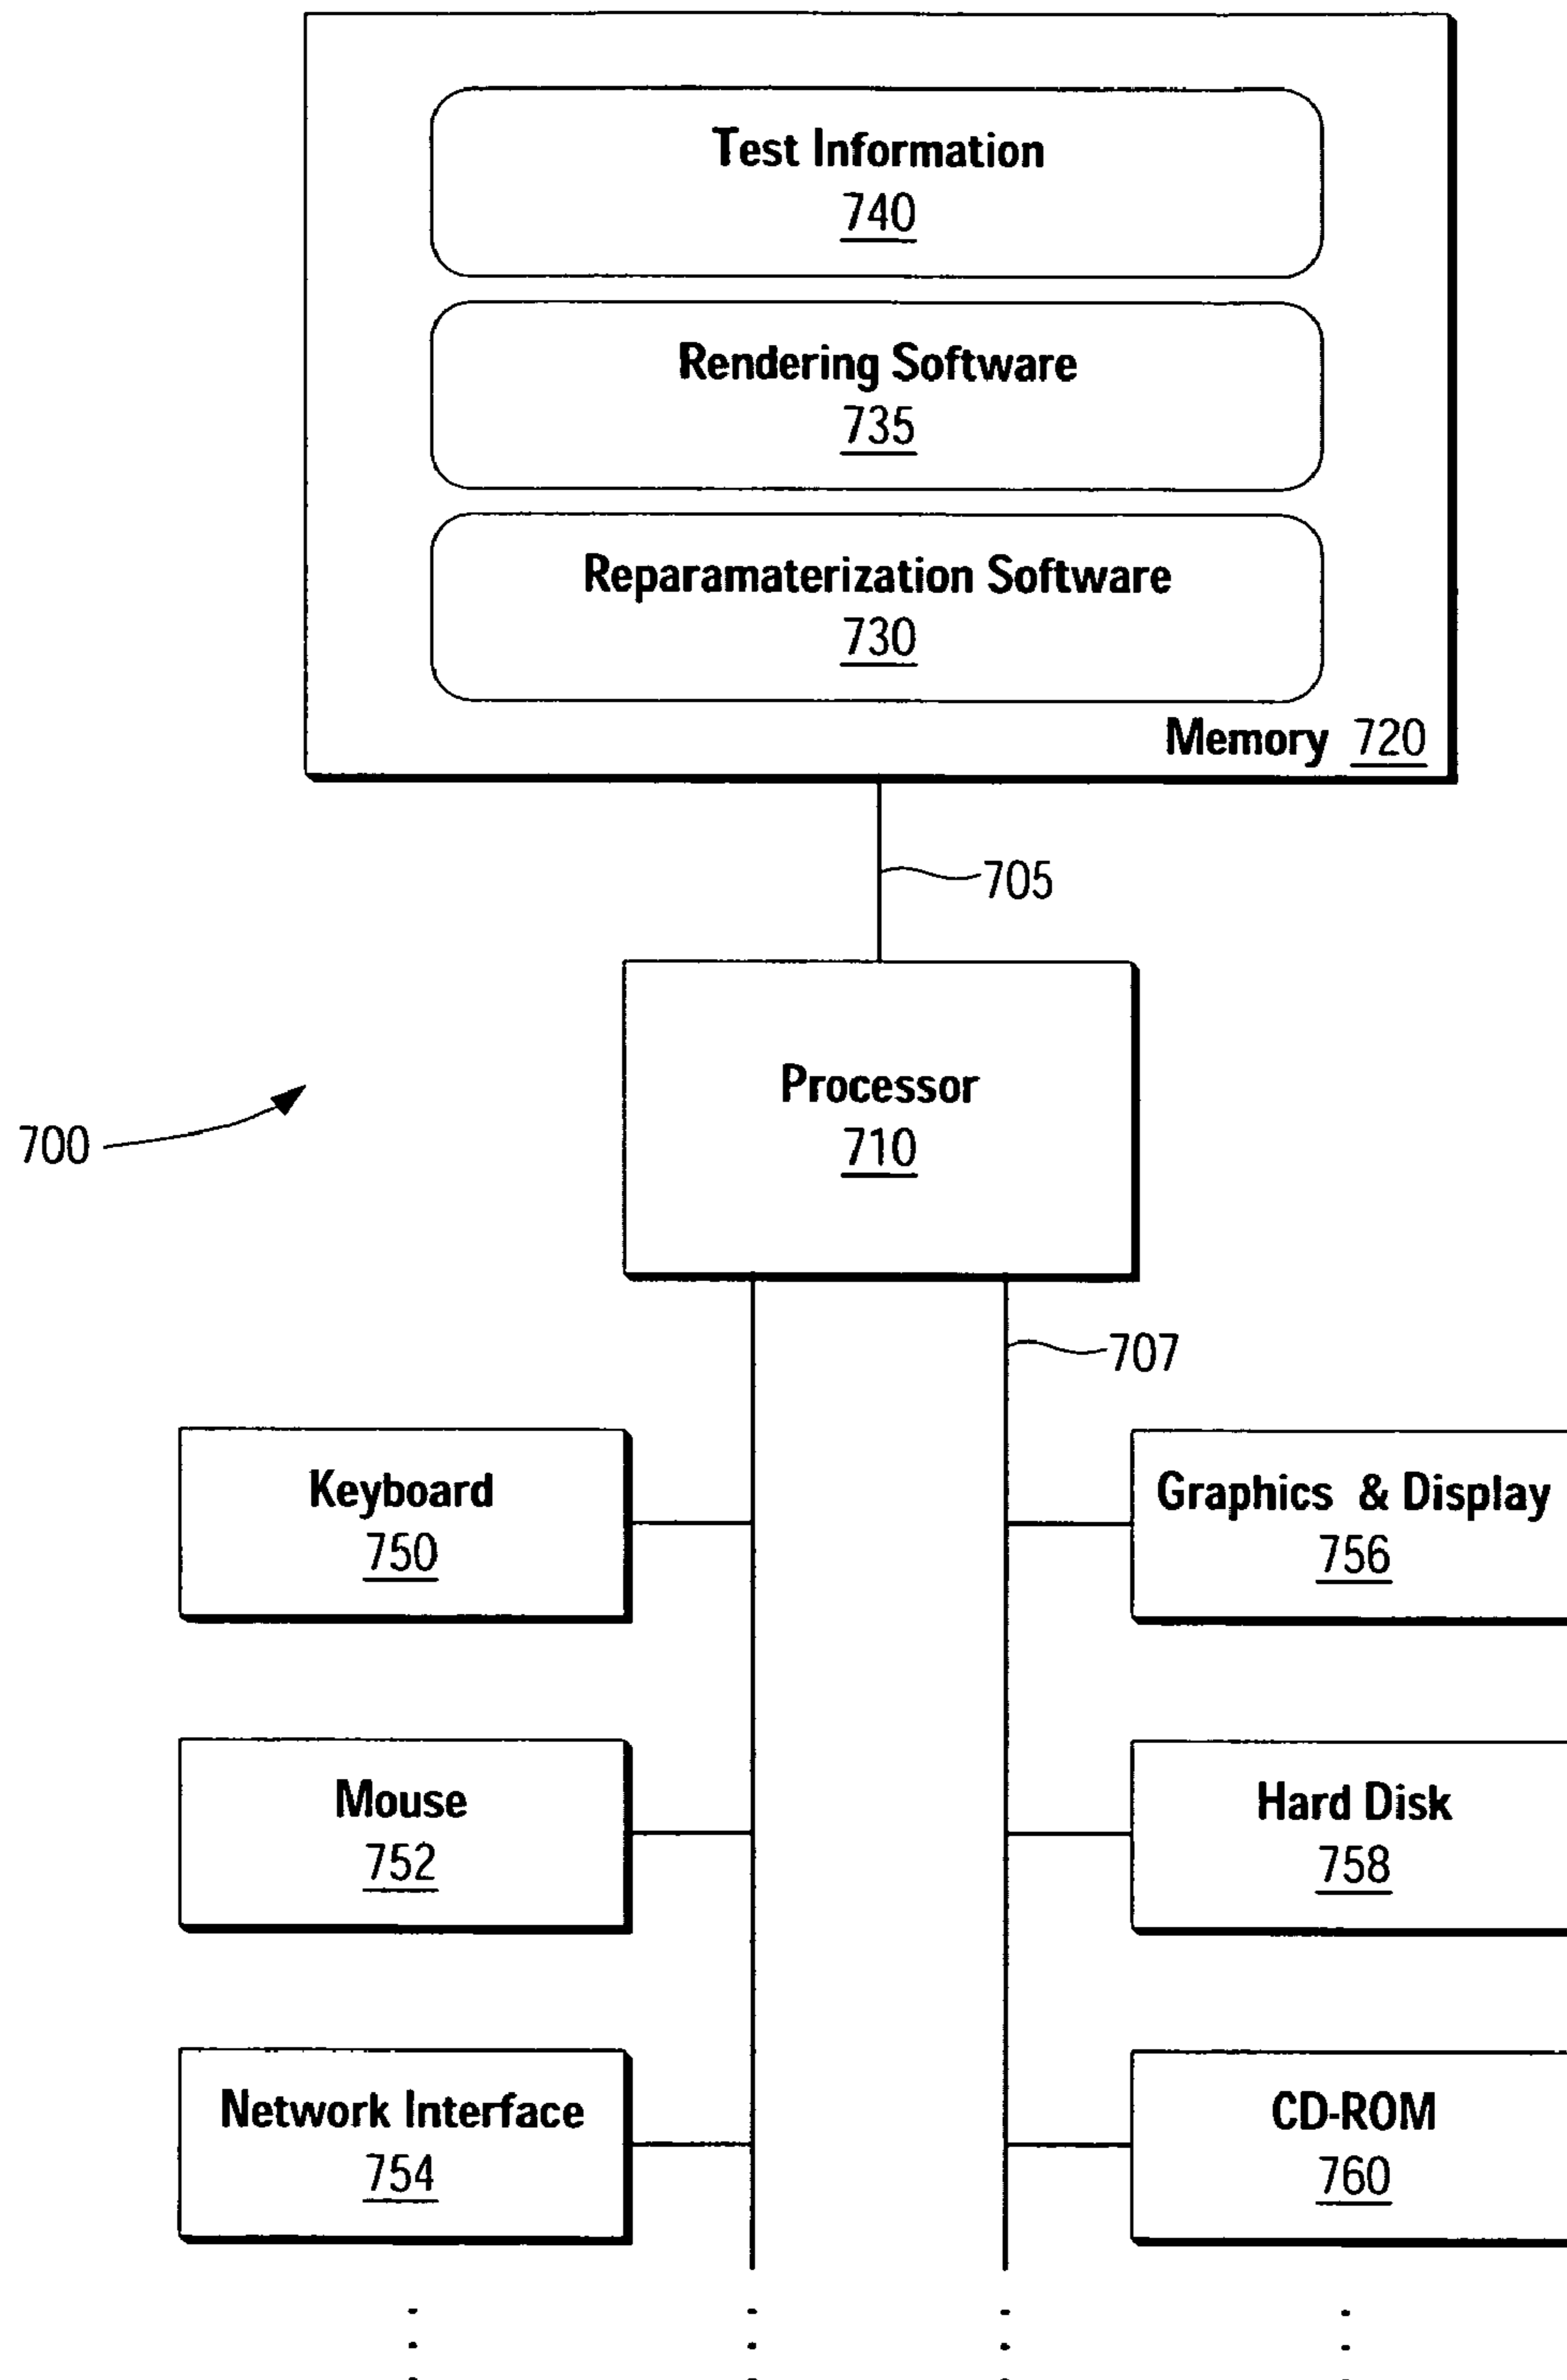 Test Information
740
Rendering Software
735
Reparamaterization Software
730
Memory 720
705
Processor
710
700
707
Keyboard
750
Graphics & Display
756
Mouse
752
Hard Disk
758
Network Interface
754
CD-ROM
760